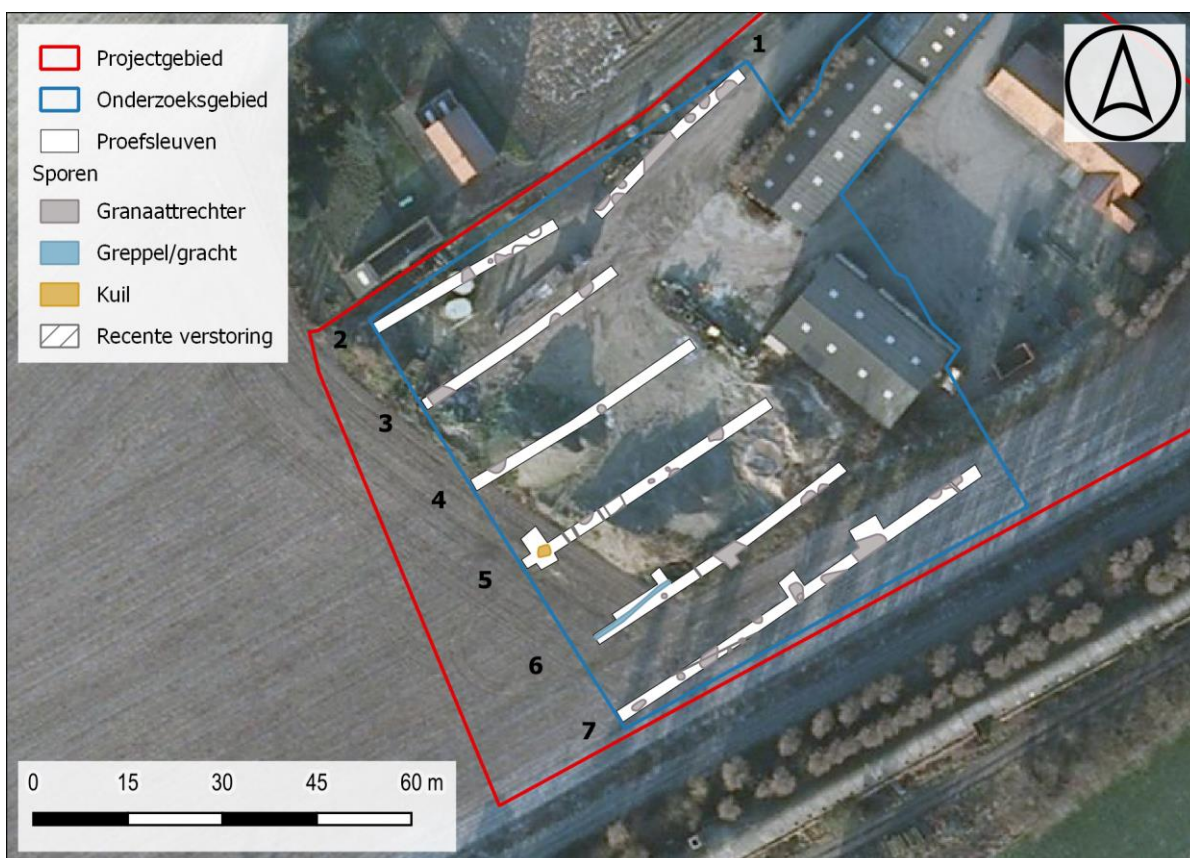 Projectgebied
Onderzoeksgebied
Proefsleuven
Sporen
Granaattrechter
Greppel/gracht
Kuil
Recente verstoring
1
2
3
4
5
6
7
0 15 30 45 60 m